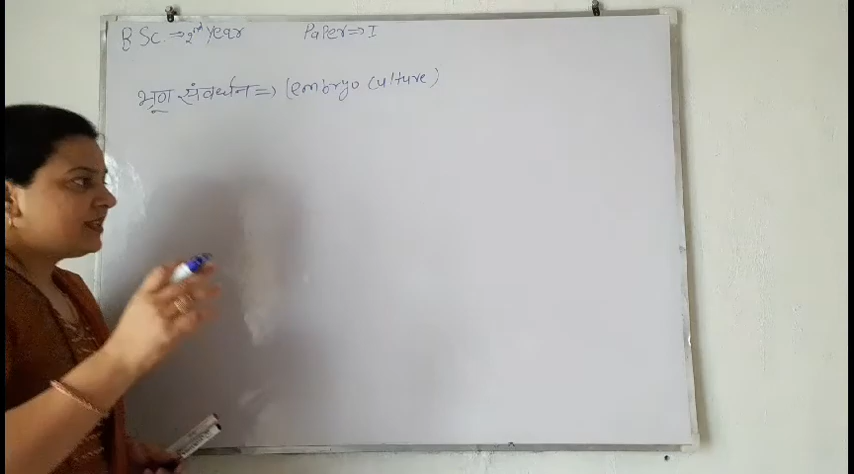 B Sc. ⇒ 2nd Year Paper ⇒ I
भ्रूण संवर्धन ⇒ (embryo culture)